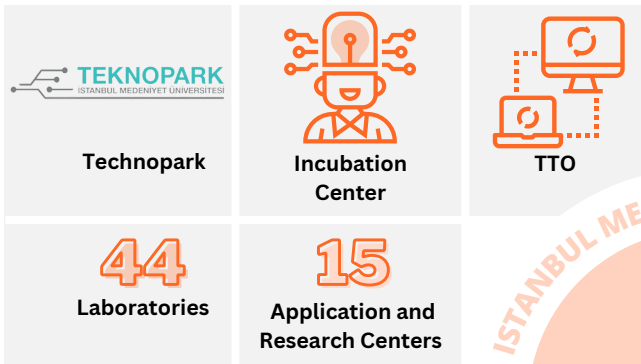 TEKNOPARK
İSTANBUL MEDENİYET ÜNİVERSİTESİ
Technopark
Incubation
Center
TTO
44
Laboratories
15
Application and
Research Centers
ISTANBUL ME